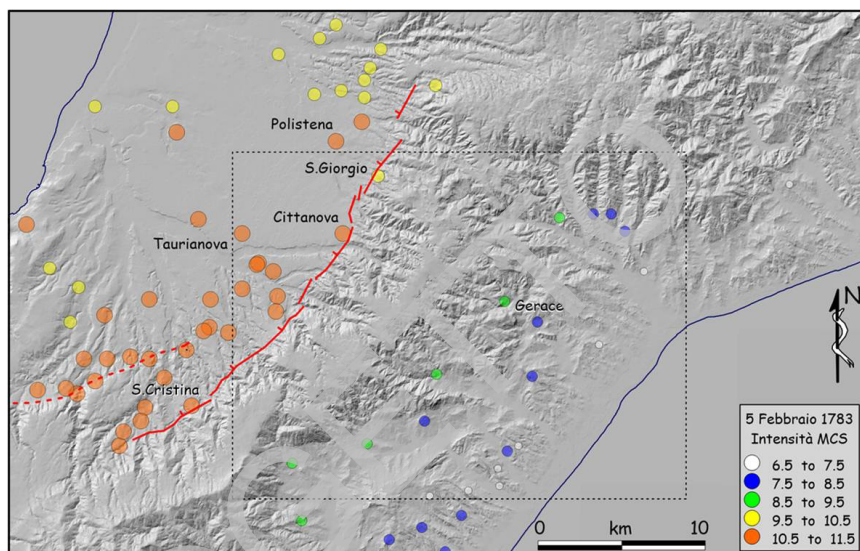 Polistena
S.Giorgio
Cittanova
Taurianova
Gerace
S.Cristina
N
5 Febbraio 1783
Intensità MCS
6.5 to 7.5
7.5 to 8.5
8.5 to 9.5
9.5 to 10.5
10.5 to 11.5
0 km 10